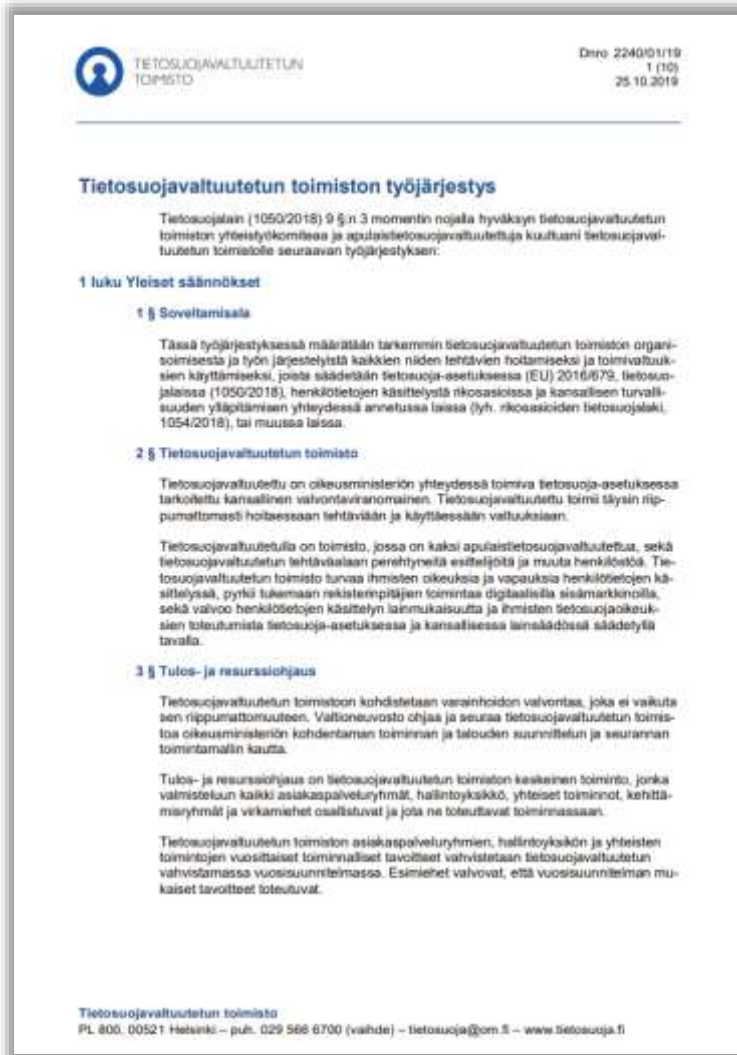 TIETOSUOJAVALTUUTETUN
TOIMISTO
Dnro 2240/01/19
1 (10)
25.10.2019
Tietosuojavaltuutetun toimiston työjärjestys
Tietosuojalain (1050/2018) 9 §:n 3 momentin nojalla hyväksyn tietosuojavaltuutetun
toimiston yhteistyökomiteaa ja apulaistietosuojavaltuutettuja kuultuani tietosuojaval-
tuutetun toimistolle seuraavan työjärjestyksen:
1 luku Yleiset säännökset
1 § Soveltamisala
Tässä työjärjestyksessä määrätään tarkemmin tietosuojavaltuutetun toimiston organi-
soimisesta ja työn järjestelyistä kaikkien niiden tehtävien hoitamiseksi ja toimivaltuuk-
sien käyttämiseksi, joista säädetään tietosuoja-asetuksessa (EU) 2016/679, tietosuo-
jalaissa (1050/2018), henkilötietojen käsittelystä rikosasioissa ja kansallisen turvalli-
suuden ylläpitämisen yhteydessä annetussa laissa (lyh. rikosasioiden tietosuojalaki,
1054/2018), tai muussa laissa.
2 § Tietosuojavaltuutetun toimisto
Tietosuojavaltuutettu on oikeusministeriön yhteydessä toimiva tietosuoja-asetuksessa
tarkoitettu kansallinen valvontaviranomainen. Tietosuojavaltuutettu toimii täysin riip-
pumattomasti hoitaessaan tehtäviään ja käyttäessään valtuuksiaan.
Tietosuojavaltuutetulla on toimisto, jossa on kaksi apulaistietosuojavaltuutettua, sekä
tietosuojavaltuutetun tehtäväalaan perehtyneitä esittelijöitä ja muuta henkilöstöä. Tie-
tosuojavaltuutetun toimisto turvaa ihmisten oikeuksia ja vapauksia henkilötietojen kä-
sittelyssä, pyrkii tukemaan rekisterinpitäjien toimintaa digitaalisilla sisämarkkinoilla,
sekä valvoo henkilötietojen käsittelyn lainmukaisuutta ja ihmisten tietosuojaoikeuk-
sien toteutumista tietosuoja-asetuksessa ja kansallisessa lainsäädössä säädetyllä
tavalla.
3 § Tulos- ja resurssiohjaus
Tietosuojavaltuutetun toimistoon kohdistetaan varainhoidon valvontaa, joka ei vaikuta
sen riippumattomuuteen. Valtioneuvosto ohjaa ja seuraa tietosuojavaltuutetun toimis-
toa oikeusministeriön kohdentaman toiminnan ja talouden suunnittelun ja seurannan
toimintamallin kautta.
Tulos- ja resurssiohjaus on tietosuojavaltuutetun toimiston keskeinen toiminto, jonka
valmisteluun kaikki asiakaspalveluryhmät, hallintoyksikkö, yhteiset toiminnot, kehittä-
misryhmät ja virkamiehet osallistuvat ja jota ne toteuttavat toiminnassaan.
Tietosuojavaltuutetun toimiston asiakaspalveluryhmien, hallintoyksikön ja yhteisten
toimintojen vuosittaiset toiminnalliset tavoitteet vahvistetaan tietosuojavaltuutetun
vahvistamassa vuosisuunnitelmassa. Esimiehet valvovat, että vuosisuunnitelman mu-
kaiset tavoitteet toteutuvat.
Tietosuojavaltuutetun toimisto
PL 800, 00521 Helsinki – puh. 029 566 6700 (vaihde) – tietosuoja@om.fi – www.tietosuoja.fi